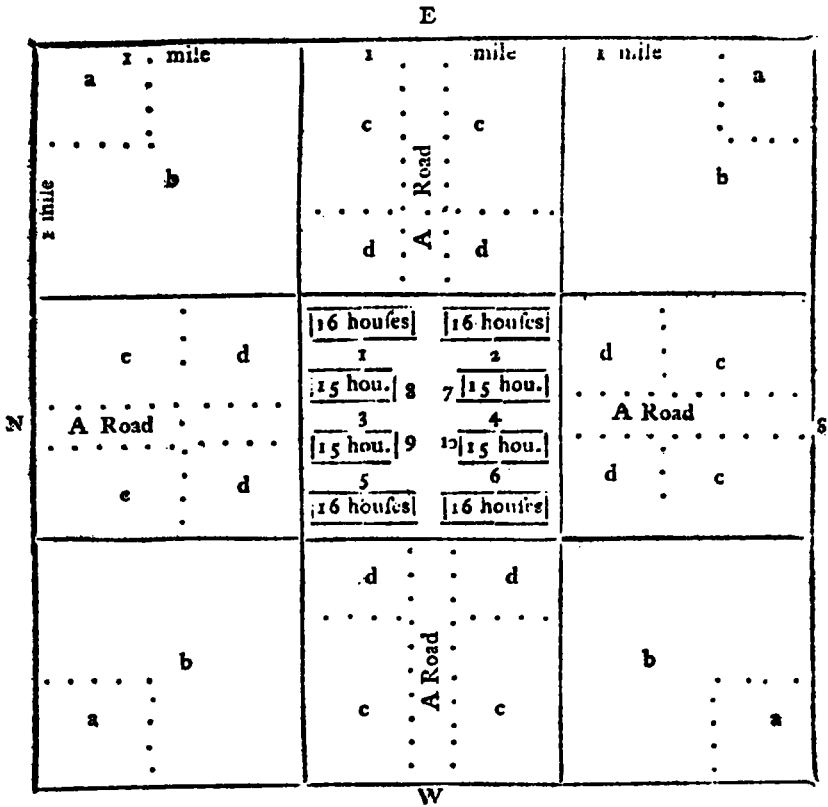 E
1 mile 1 mile 1 mile
a a
c c
A Road
1 mile
b b
d d
16 houſes 16 houſes
e d 1 2 d c
15 hou. 8 7 15 hou.
N A Road 3 4 A Road S
15 hou. 9 10 15 hou.
e d 5 6 d c
16 houſes 16 houſes
d d
b b
A Road
a c c a
W